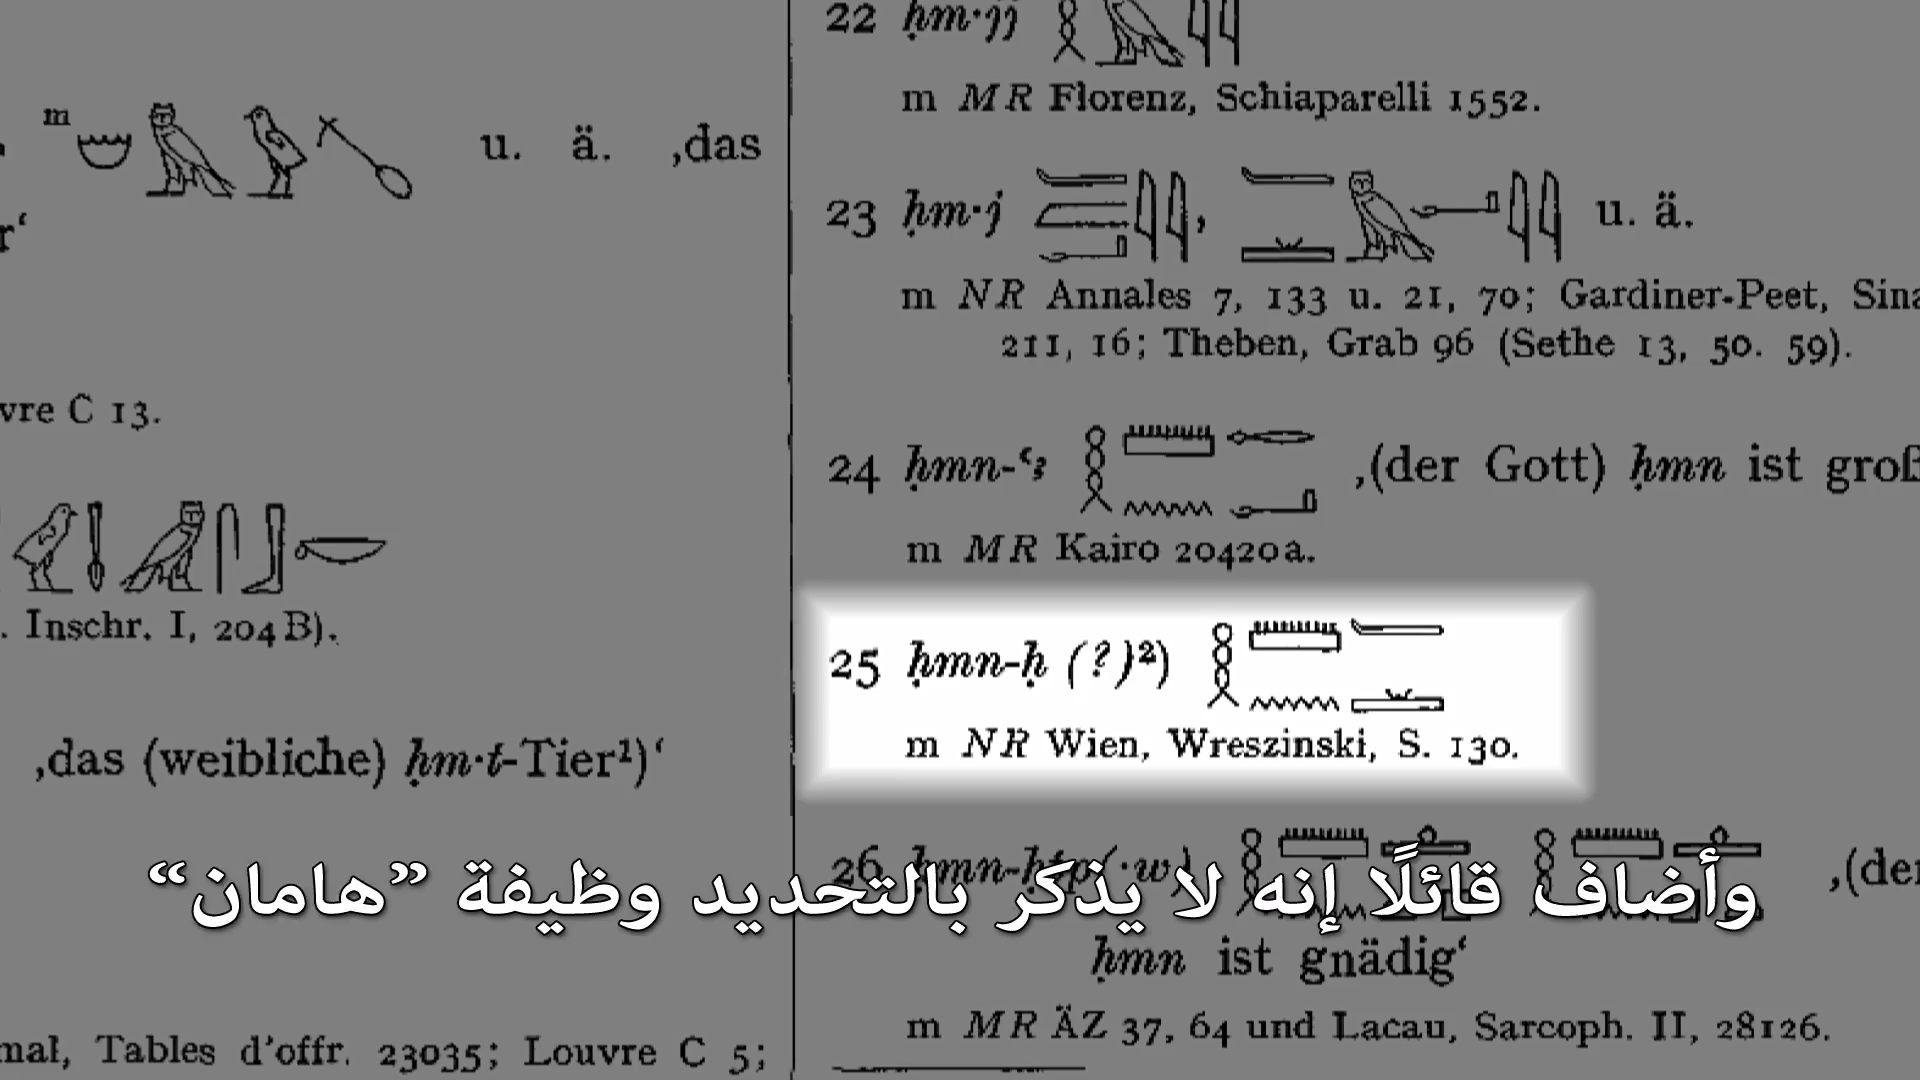 m u. ä. ‚das
r‘
vre C 13.
. Inschr. I, 204 B).
‚das (weibliche) ḥm·t-Tier¹)‘
mal, Tables d’offr. 23035; Louvre C 5;
22 ḥm·jj
m MR Florenz, Schiaparelli 1552.
23 ḥm·j , u. ä.
m NR Annales 7, 133 u. 21, 70; Gardiner-Peet, Sina
211, 16; Theben, Grab 96 (Sethe 13, 50. 59).
24 ḥmn-ꜥꜣ ‚(der Gott) ḥmn ist groß
m MR Kairo 20420a.
25 ḥmn-ḥ (?)²)
m NR Wien, Wreszinski, S. 130.
26 ḥmn-ḥtp(·w) ‚(der
ḥmn ist gnädig‘
m MR ÄZ 37, 64 und Lacau, Sarcoph. II, 28126.
وأضاف قائلًا إنه لا يذكر بالتحديد وظيفة ”هامان“